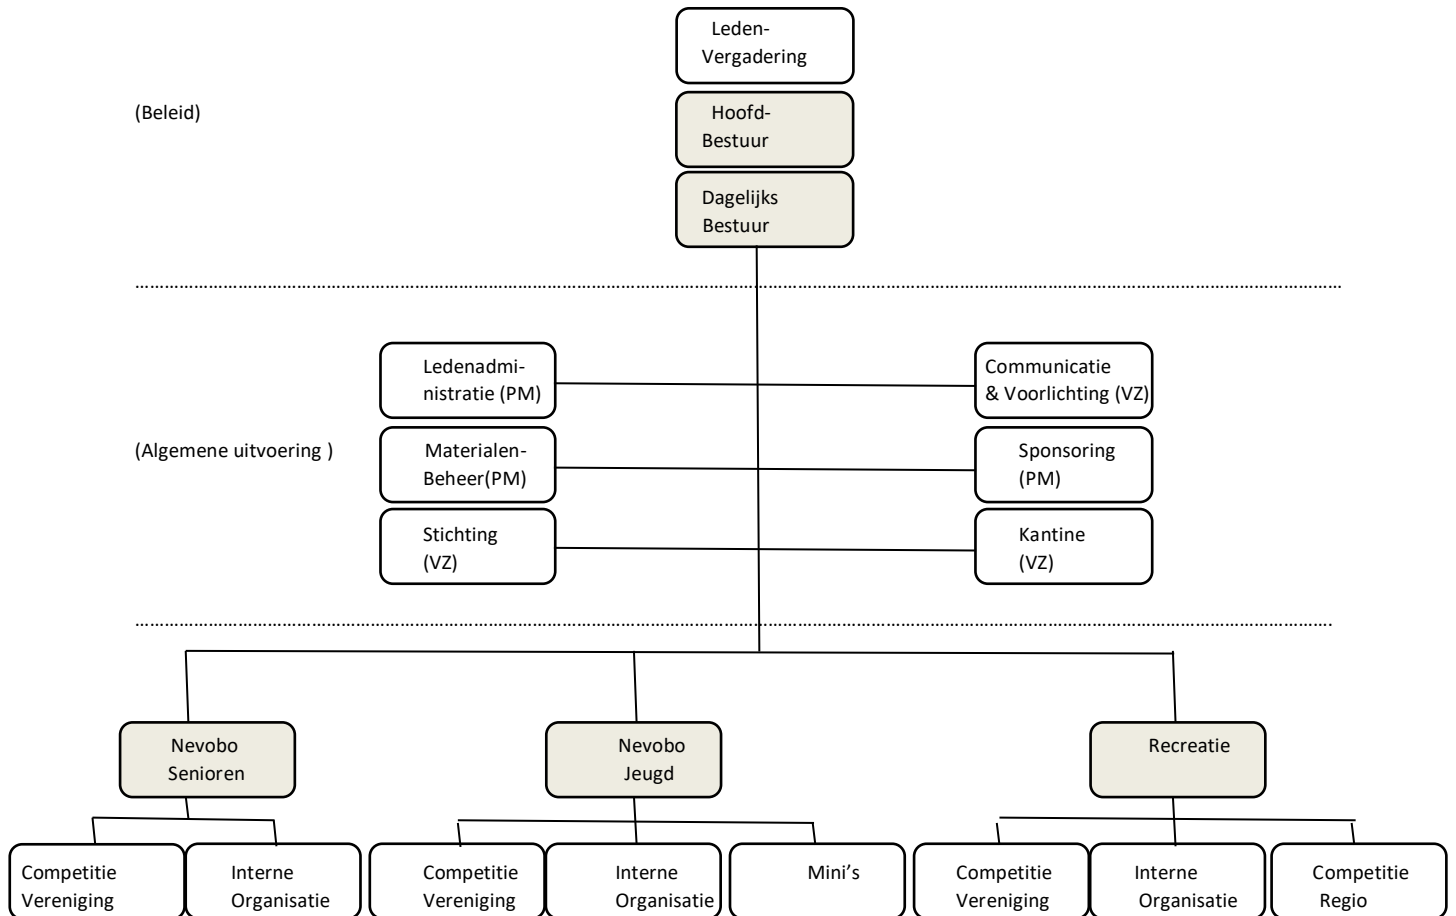 Leden-
Vergadering
(Beleid)
Hoofd-
Bestuur
Dagelijks
Bestuur
Ledenadmi-
nistratie (PM)
Communicatie
& Voorlichting (VZ)
(Algemene uitvoering )
Materialen-
Beheer(PM)
Sponsoring
(PM)
Stichting
(VZ)
Kantine
(VZ)
Nevobo
Senioren
Nevobo
Jeugd
Recreatie
Competitie
Vereniging
Interne
Organisatie
Competitie
Vereniging
Interne
Organisatie
Mini’s
Competitie
Vereniging
Interne
Organisatie
Competitie
Regio